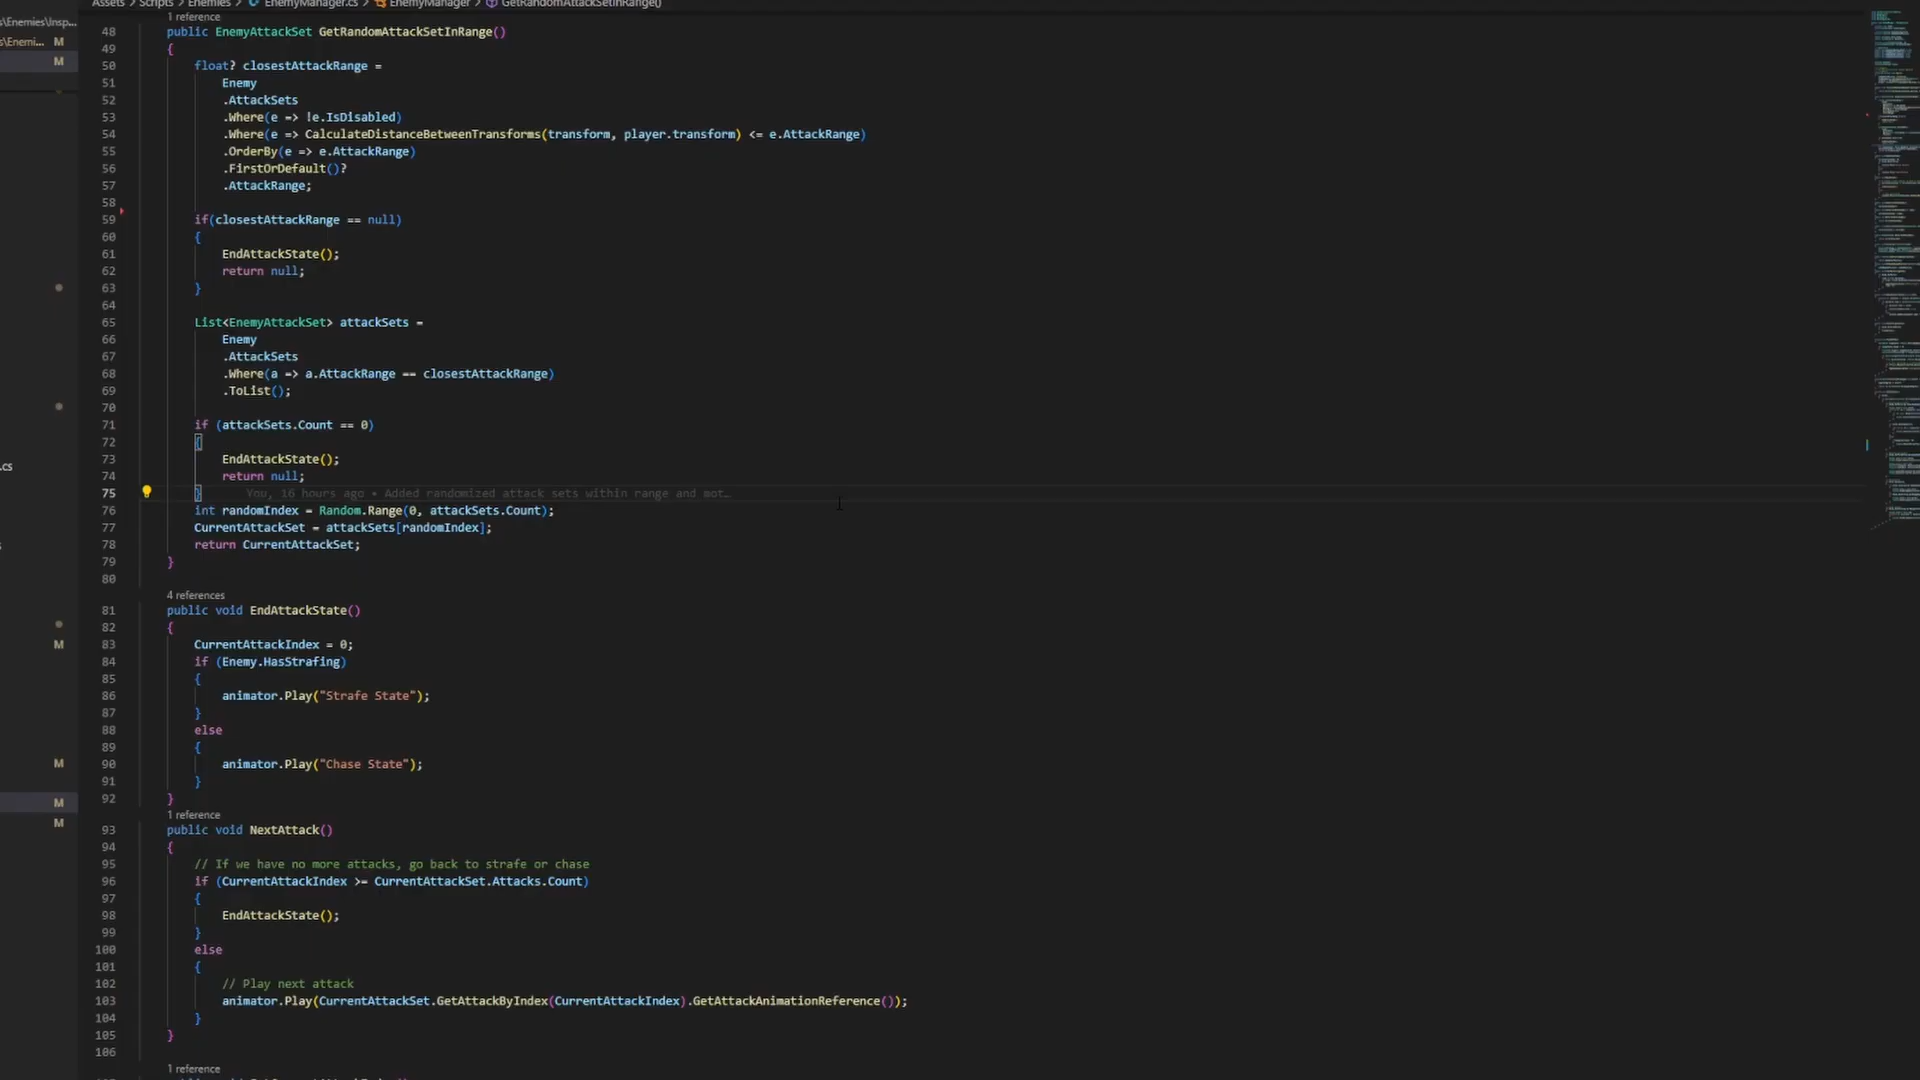 Assets > Scripts > Enemies > EnemyManager.cs > EnemyManager > GetRandomAttackSetInRange()
s\Enemies\Insp...
s\Enemi... M
M
.cs
M
M
M
M
1 reference
48 public EnemyAttackSet GetRandomAttackSetInRange()
49 {
50 float? closestAttackRange =
51 Enemy
52 .AttackSets
53 .Where(e => !e.IsDisabled)
54 .Where(e => CalculateDistanceBetweenTransforms(transform, player.transform) <= e.AttackRange)
55 .OrderBy(e => e.AttackRange)
56 .FirstOrDefault()?
57 .AttackRange;
58
59 if(closestAttackRange == null)
60 {
61 EndAttackState();
62 return null;
63 }
64
65 List<EnemyAttackSet> attackSets =
66 Enemy
67 .AttackSets
68 .Where(a => a.AttackRange == closestAttackRange)
69 .ToList();
70
71 if (attackSets.Count == 0)
72 {
73 EndAttackState();
74 return null;
75 } You, 16 hours ago • Added randomized attack sets within range and mot…
76 int randomIndex = Random.Range(0, attackSets.Count);
77 CurrentAttackSet = attackSets[randomIndex];
78 return CurrentAttackSet;
79 }
80
4 references
81 public void EndAttackState()
82 {
83 CurrentAttackIndex = 0;
84 if (Enemy.HasStrafing)
85 {
86 animator.Play("Strafe State");
87 }
88 else
89 {
90 animator.Play("Chase State");
91 }
92 }
1 reference
93 public void NextAttack()
94 {
95 // If we have no more attacks, go back to strafe or chase
96 if (CurrentAttackIndex >= CurrentAttackSet.Attacks.Count)
97 {
98 EndAttackState();
99 }
100 else
101 {
102 // Play next attack
103 animator.Play(CurrentAttackSet.GetAttackByIndex(CurrentAttackIndex).GetAttackAnimationReference());
104 }
105 }
106
1 reference